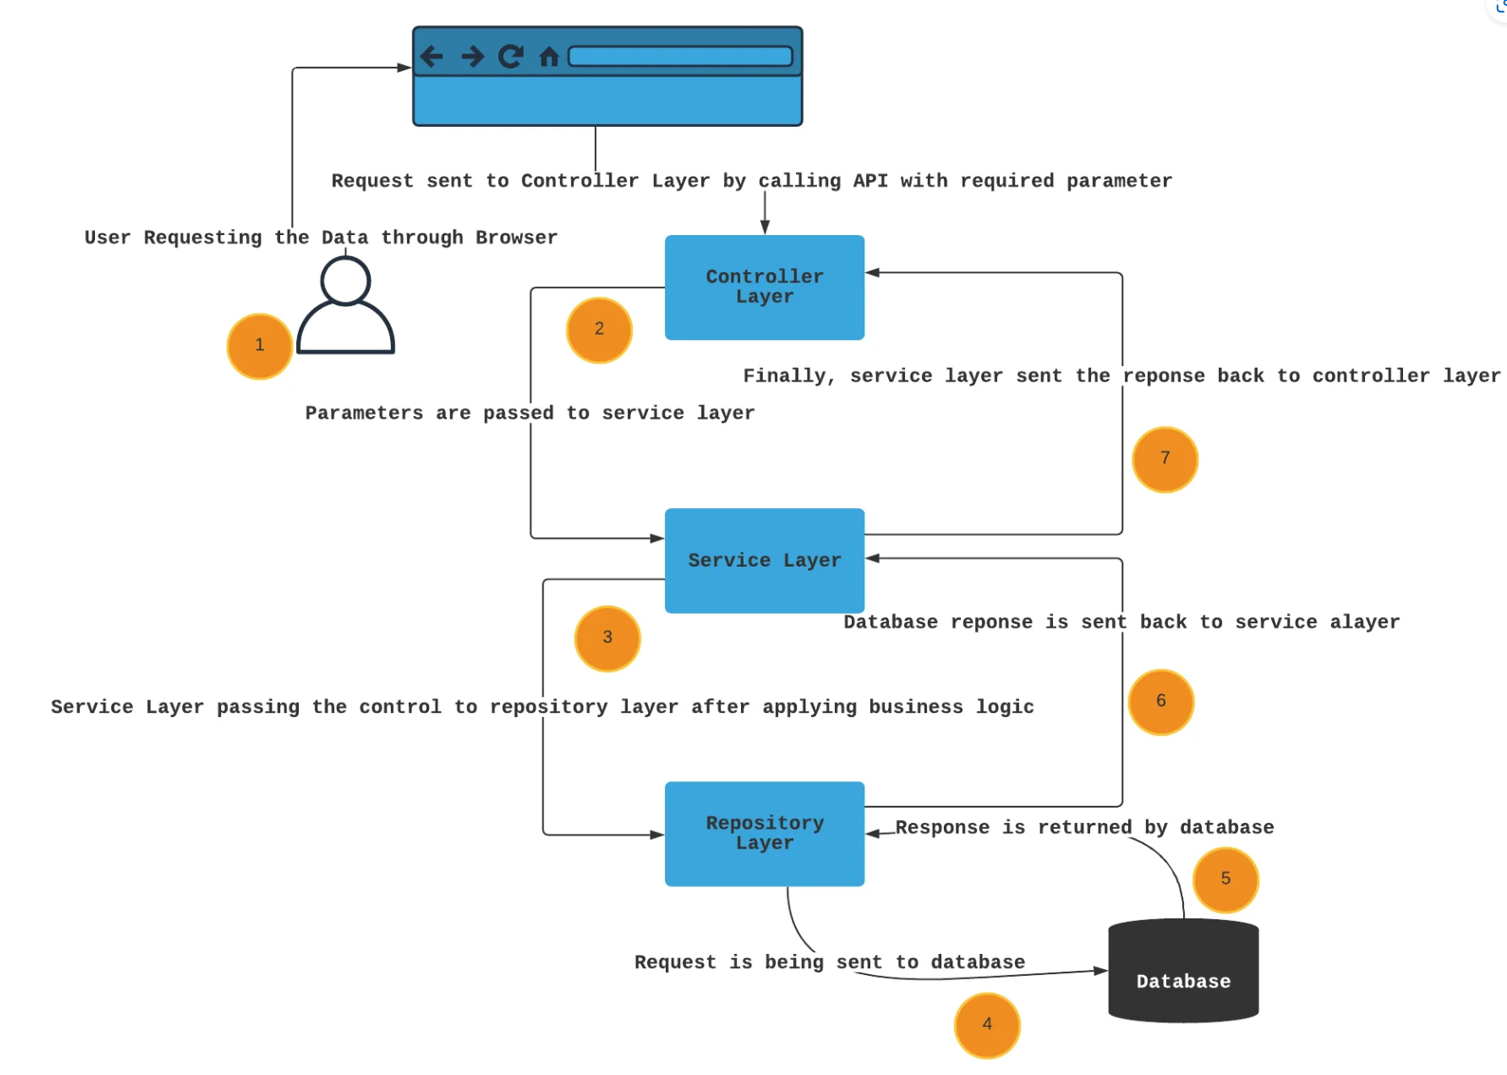 Request sent to Controller Layer by calling API with required parameter
User Requesting the Data through Browser
1
Controller
Layer
2
Finally, service layer sent the reponse back to controller layer
Parameters are passed to service layer
7
Service Layer
Database reponse is sent back to service alayer
3
6
Service Layer passing the control to repository layer after applying business logic
Repository
Layer
Response is returned by database
5
Request is being sent to database
Database
4